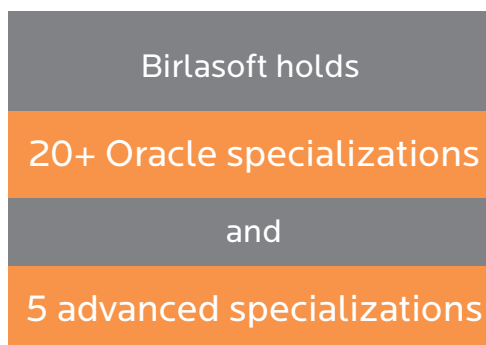 Birlasoft holds
20+ Oracle specializations
and
5 advanced specializations